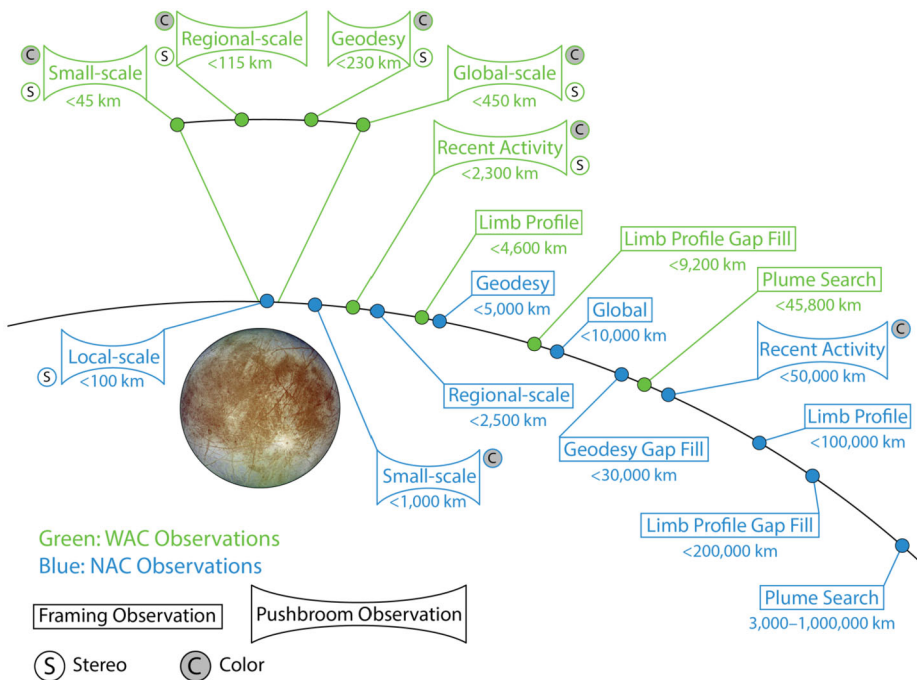 C
Small-scale
S
<45 km
C
Regional-scale
S
<115 km
C
Geodesy
S
<230 km
C
Global-scale
S
<450 km
C
Recent Activity
S
<2,300 km
Limb Profile
<4,600 km
Limb Profile Gap Fill
<9,200 km
Geodesy
<5,000 km
Plume Search
<45,800 km
Global
<10,000 km
C
Recent Activity
<50,000 km
Local-scale
S
<100 km
Regional-scale
<2,500 km
Limb Profile
<100,000 km
C
Small-scale
<1,000 km
Geodesy Gap Fill
<30,000 km
Limb Profile Gap Fill
<200,000 km
Plume Search
3,000–1,000,000 km
Green: WAC Observations
Blue: NAC Observations
Framing Observation
Pushbroom Observation
S Stereo
C Color